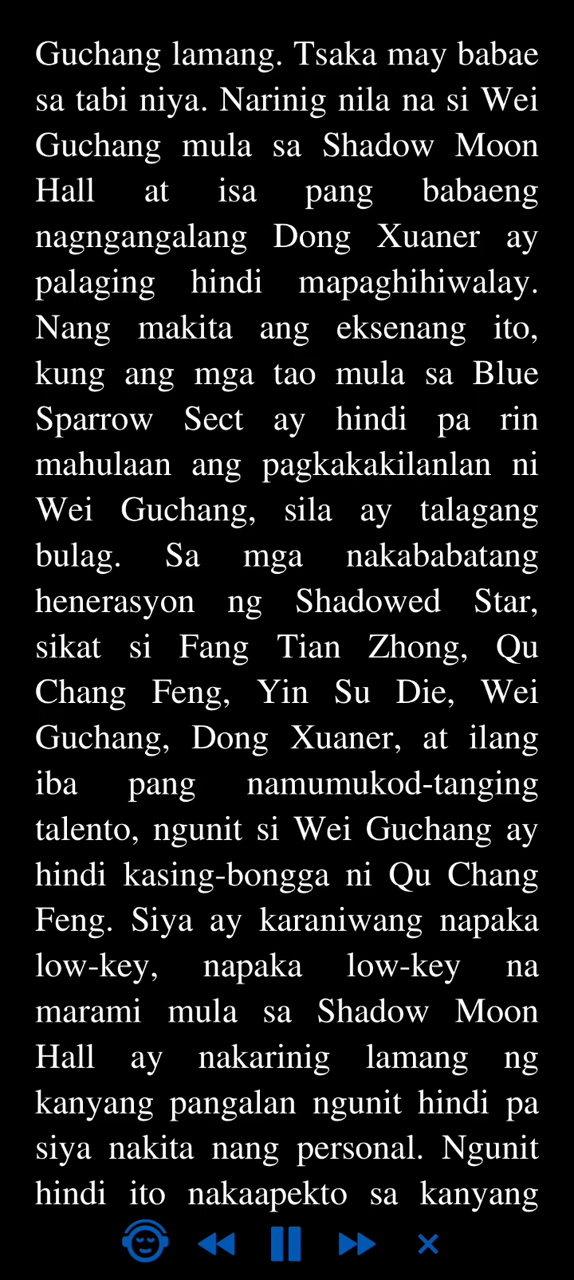 Guchang lamang. Tsaka may babae
sa tabi niya. Narinig nila na si Wei
Guchang mula sa Shadow Moon
Hall at isa pang babaeng
nagngangalang Dong Xuaner ay
palaging hindi mapaghihiwalay.
Nang makita ang eksenang ito,
kung ang mga tao mula sa Blue
Sparrow Sect ay hindi pa rin
mahulaan ang pagkakakilanlan ni
Wei Guchang, sila ay talagang
bulag. Sa mga nakababatang
henerasyon ng Shadowed Star,
sikat si Fang Tian Zhong, Qu
Chang Feng, Yin Su Die, Wei
Guchang, Dong Xuaner, at ilang
iba pang namumukod-tanging
talento, ngunit si Wei Guchang ay
hindi kasing-bongga ni Qu Chang
Feng. Siya ay karaniwang napaka
low-key, napaka low-key na
marami mula sa Shadow Moon
Hall ay nakarinig lamang ng
kanyang pangalan ngunit hindi pa
siya nakita nang personal. Ngunit
hindi ito nakaapekto sa kanyang